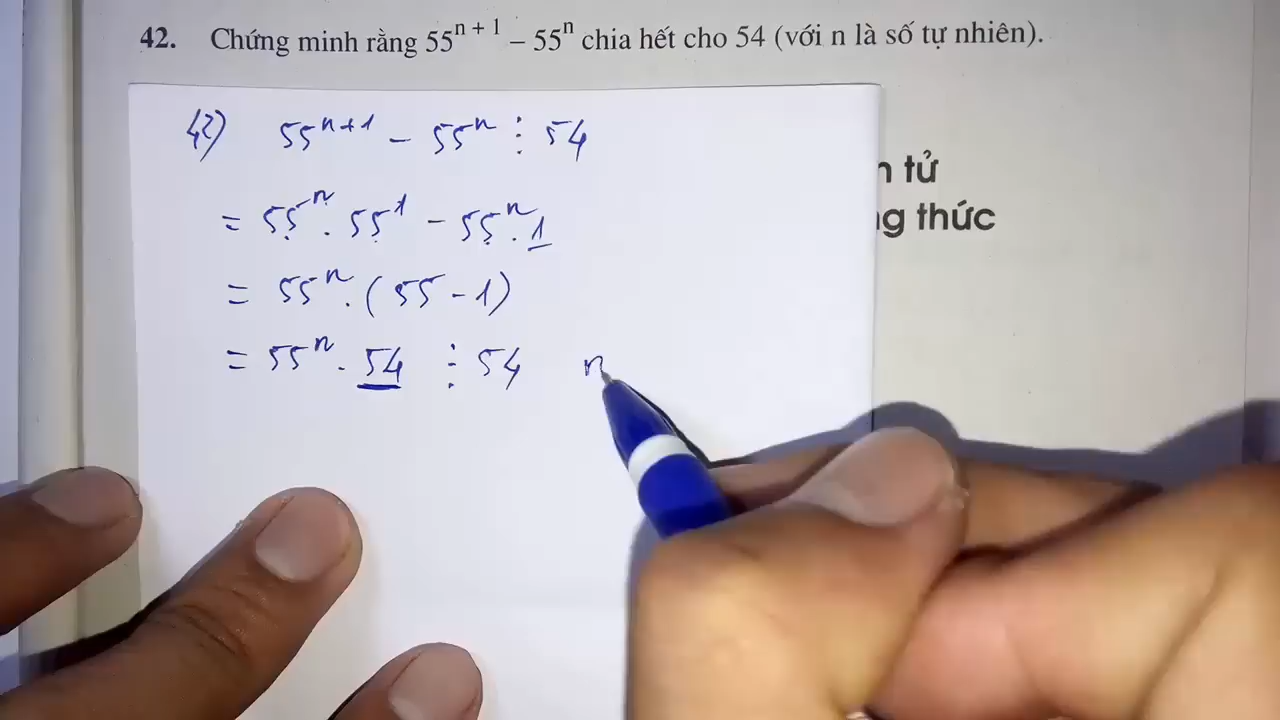 42. Chứng minh rằng 55^{n + 1} – 55^{n} chia hết cho 54 (với n là số tự nhiên).
42) 55^{n+1} - 55^{n} ⋮ 54
tử
= 55^{n} . 55^{1} - 55^{n} . 1
thức
= 55^{n} . (55 - 1)
= 55^{n} . 54 ⋮ 54 n